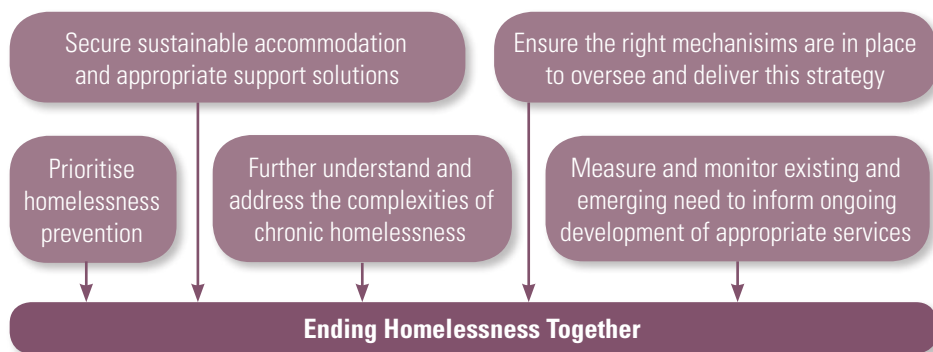 Secure sustainable accommodation
and appropriate support solutions
Ensure the right mechanisims are in place
to oversee and deliver this strategy
Prioritise
homelessness
prevention
Further understand and
address the complexities of
chronic homelessness
Measure and monitor existing and
emerging need to inform ongoing
development of appropriate services
Ending Homelessness Together